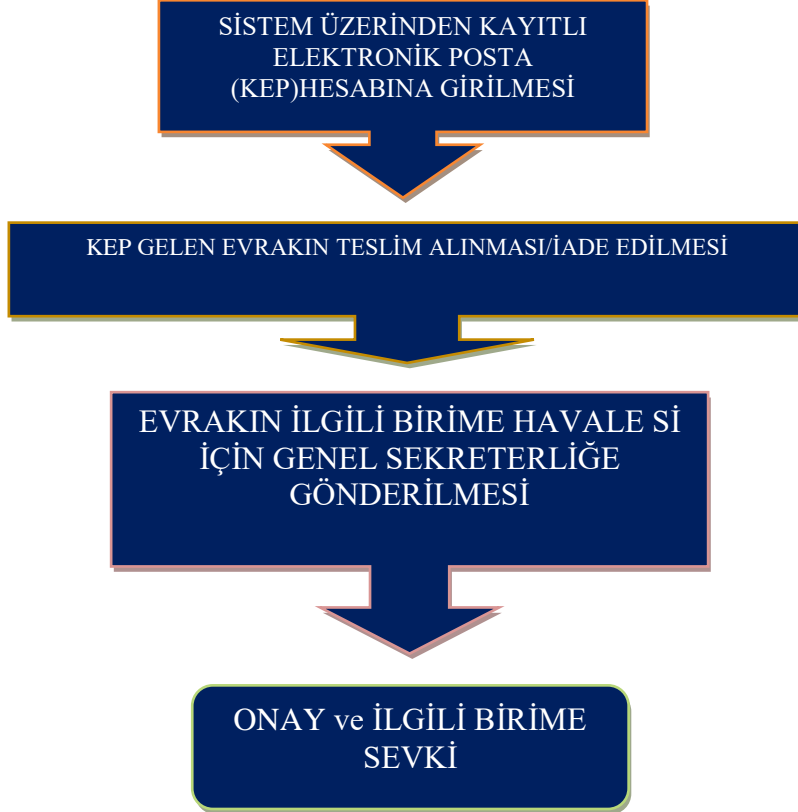 SİSTEM ÜZERİNDEN KAYITLI
ELEKTRONİK POSTA
(KEP)HESABINA GİRİLMESİ
KEP GELEN EVRAKIN TESLİM ALINMASI/İADE EDİLMESİ
EVRAKIN İLGİLİ BİRİME HAVALE Sİ
İÇİN GENEL SEKRETERLİĞE
GÖNDERİLMESİ
ONAY ve İLGİLİ BİRİME
SEVKİ